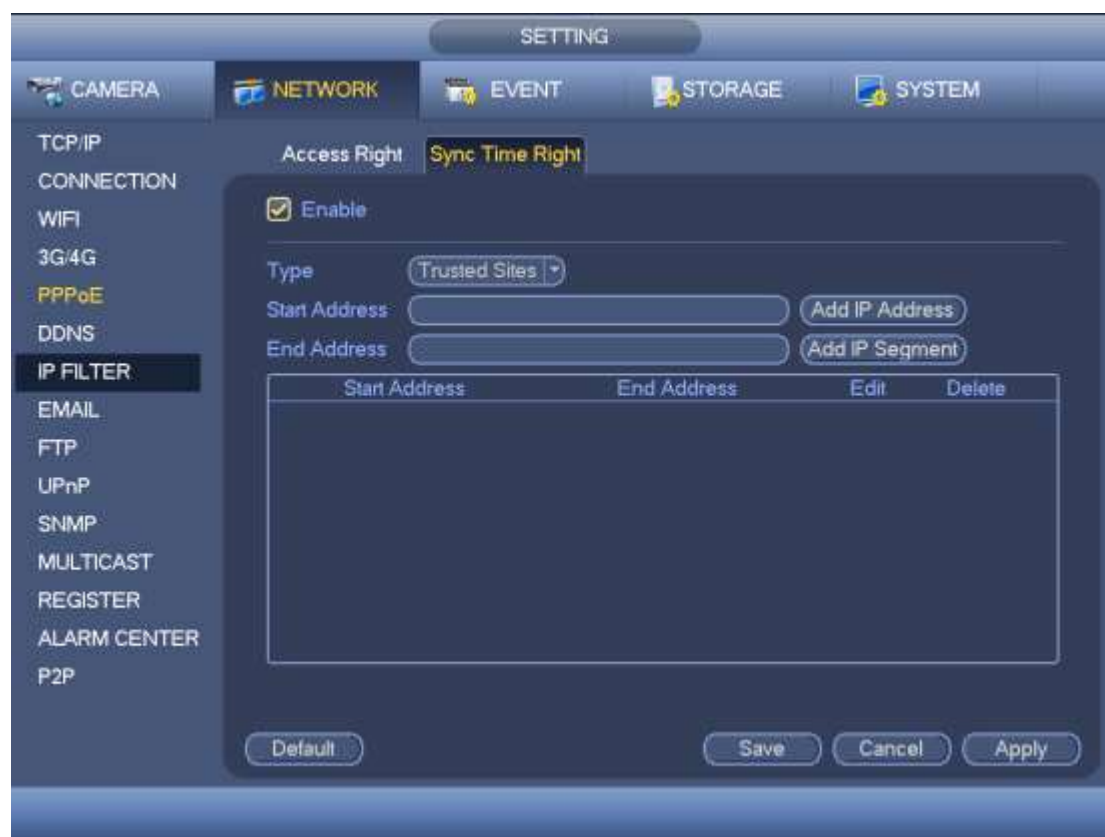 SETTING
CAMERA NETWORK EVENT STORAGE SYSTEM
TCP/IP
CONNECTION
WIFI
3G/4G
PPPoE
DDNS
IP FILTER
EMAIL
FTP
UPnP
SNMP
MULTICAST
REGISTER
ALARM CENTER
P2P
Access Right Sync Time Right
Enable
Type Trusted Sites
Start Address Add IP Address
End Address Add IP Segment
Start Address End Address Edit Delete
Default Save Cancel Apply